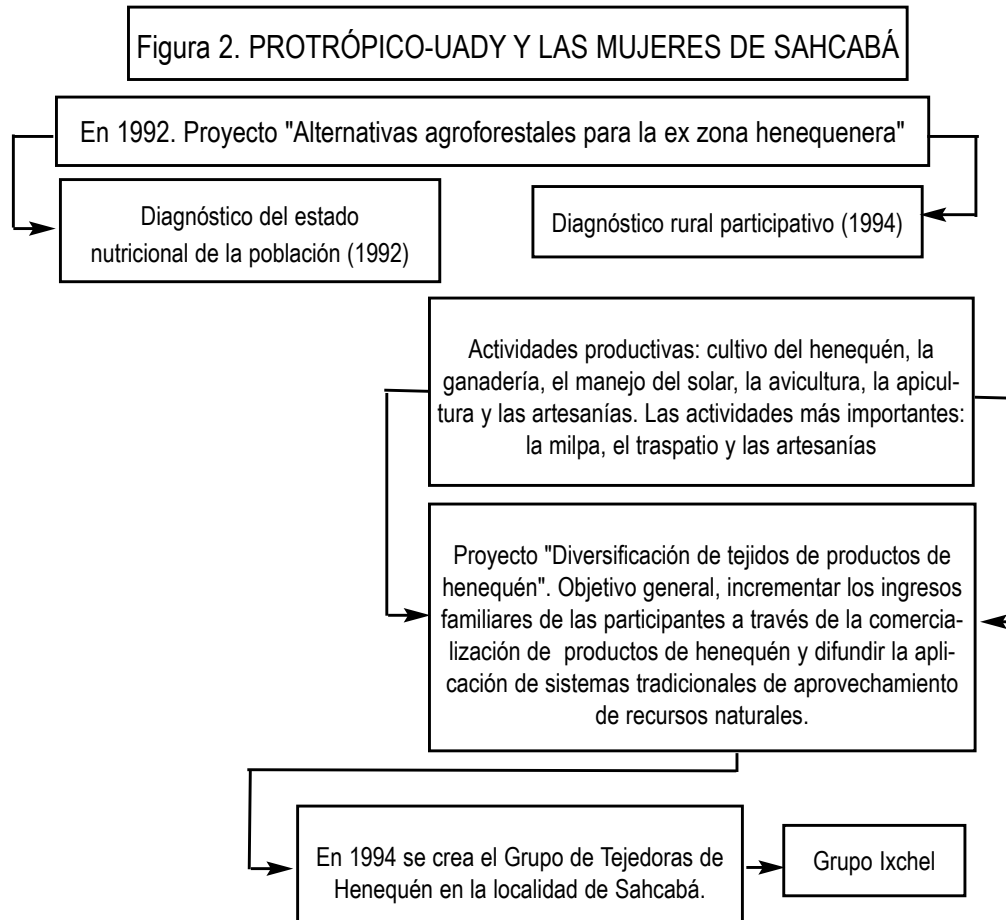 Figura 2. PROTRÓPICO-UADY Y LAS MUJERES DE SAHCABÁ
En 1992. Proyecto "Alternativas agroforestales para la ex zona henequenera"
Diagnóstico del estado
nutricional de la población (1992)
Diagnóstico rural participativo (1994)
Actividades productivas: cultivo del henequén, la
ganadería, el manejo del solar, la avicultura, la apicul-
tura y las artesanías. Las actividades más importantes:
la milpa, el traspatio y las artesanías
Proyecto "Diversificación de tejidos de productos de
henequén". Objetivo general, incrementar los ingresos
familiares de las participantes a través de la comercia-
lización de productos de henequén y difundir la apli-
cación de sistemas tradicionales de aprovechamiento
de recursos naturales.
En 1994 se crea el Grupo de Tejedoras de
Henequén en la localidad de Sahcabá.
Grupo Ixchel